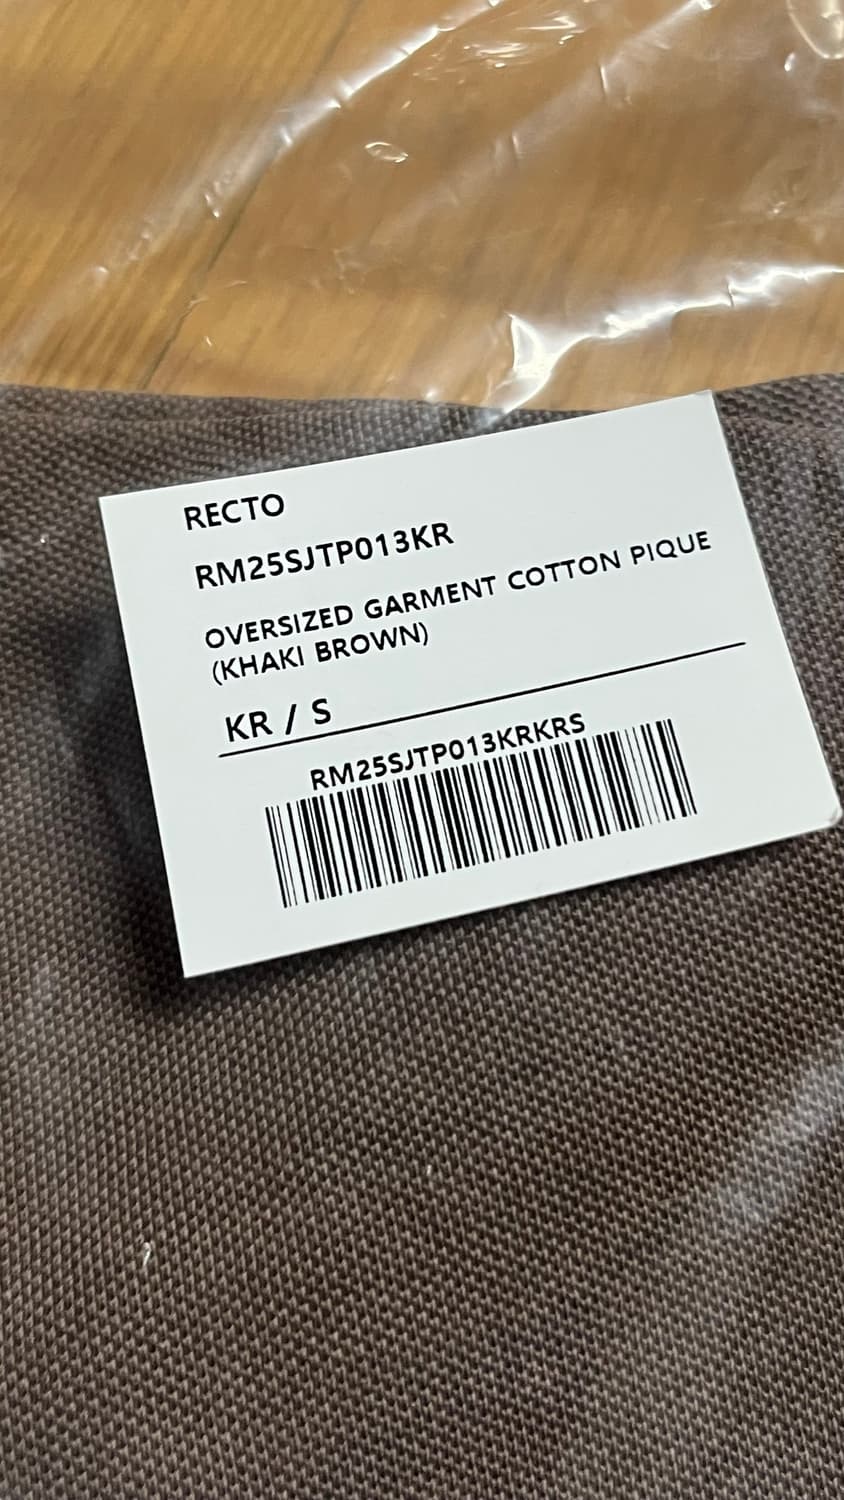 RECTO
RM25SJTP013KR
OVERSIZED GARMENT COTTON PIQUE
(KHAKI BROWN)
KR / S
RM25SJTP013KRKRS